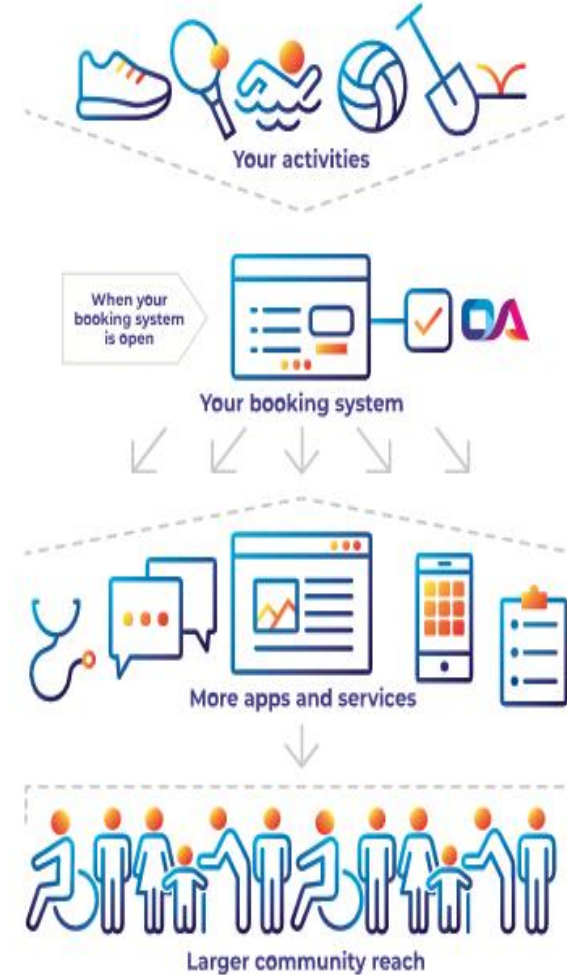 Your activities
When your
booking system
is open
OA
Your booking system
More apps and services
Larger community reach